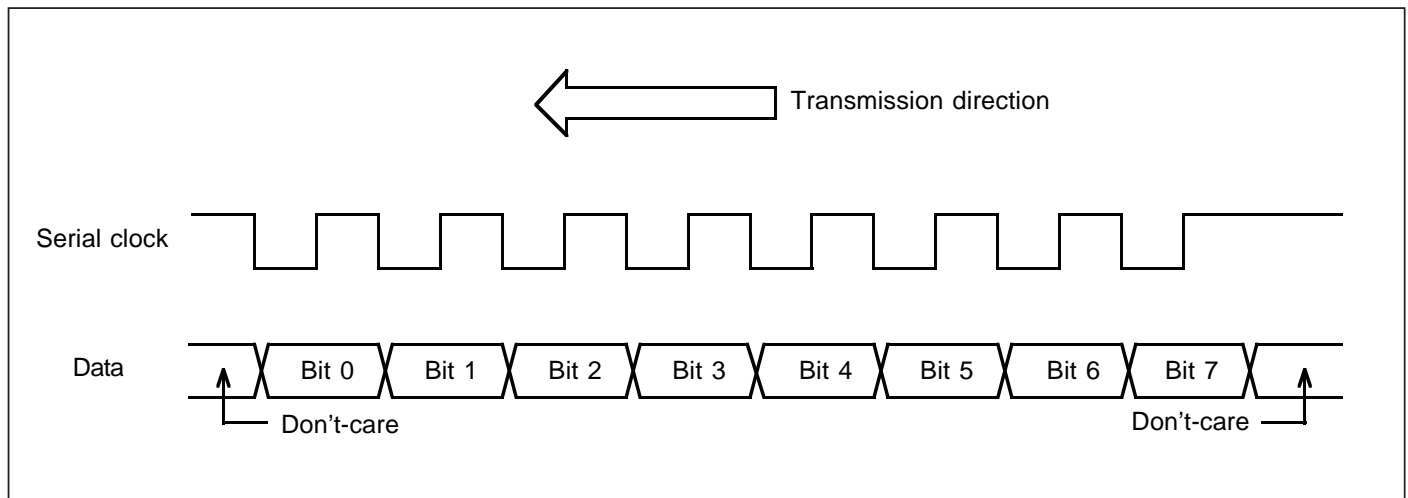 Transmission direction
Serial clock
Data
Bit 0 Bit 1 Bit 2 Bit 3 Bit 4 Bit 5 Bit 6 Bit 7
Don't-care Don't-care